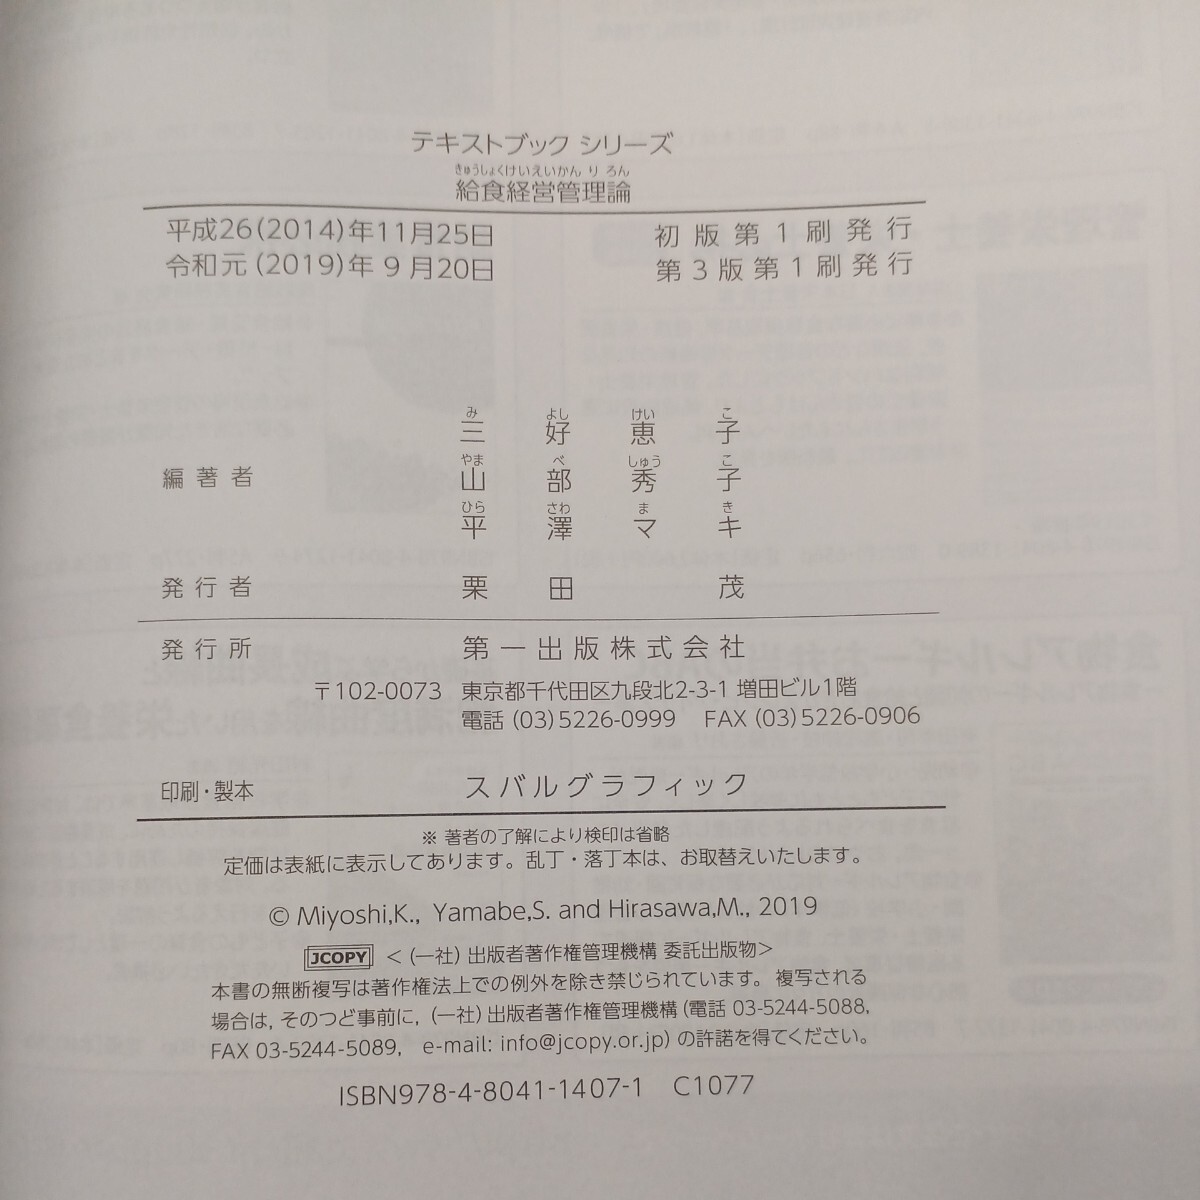 テキストブック シリーズ
きゅうしょくけいえいかん り ろん
給食経営管理論
平成26(2014)年11月25日 初版第1刷発行
令和元(2019)年 9月20日 第3版第1刷発行
み よし けい こ
三好恵子
やま べ しゅう こ
編著者 山部秀子
ひら さわ ま き
平澤マキ
発行者 栗田 茂
発行所 第一出版株式会社
〒102-0073 東京都千代田区九段北2-3-1 増田ビル1階
電話 (03)5226-0999 FAX (03)5226-0906
印刷・製本 スバルグラフィック
※ 著者の了解により検印は省略
定価は表紙に表示してあります。乱丁・落丁本は、お取替えいたします。
© Miyoshi,K., Yamabe,S. and Hirasawa,M., 2019
JCOPY <(一社) 出版者著作権管理機構 委託出版物>
本書の無断複写は著作権法上での例外を除き禁じられています。複写される
場合は, そのつど事前に, (一社) 出版者著作権管理機構 (電話 03-5244-5088,
FAX 03-5244-5089, e-mail: info@jcopy.or.jp) の許諾を得てください。
ISBN978-4-8041-1407-1 C1077